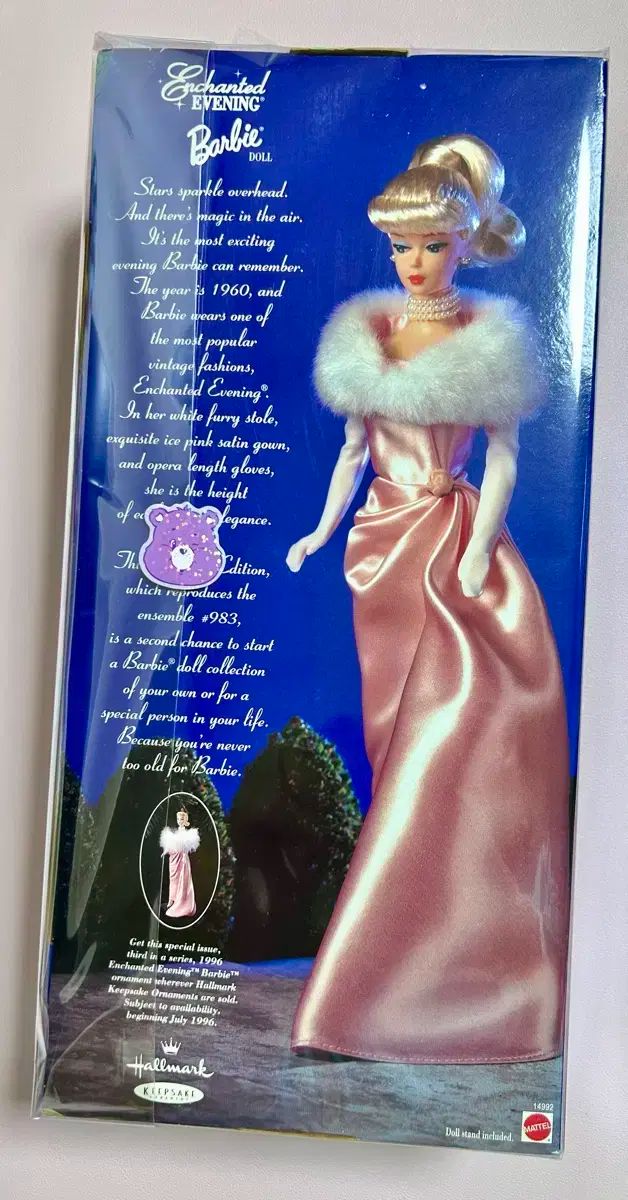 Enchanted
EVENING®
Barbie®
DOLL
Stars sparkle overhead.
And there's magic in the air.
It's the most exciting
evening Barbie can remember.
The year is 1960, and
Barbie wears one of
the most popular
vintage fashions,
Enchanted Evening®.
In her white furry stole,
exquisite ice pink satin gown,
and opera length gloves,
she is the height
of
Edition,
which reproduces the
ensemble #983,
is a second chance to start
a Barbie® doll collection
of your own or for a
special person in your life.
Because you're never
too old for Barbie.
Get this special issue,
third in a series, 1996
Enchanted Evening™ Barbie™
ornament wherever Hallmark
Keepsake Ornaments are sold.
Subject to availability,
beginning July 1996.
Hallmark
KEEPSAKE
ORNAMENT
14992
Doll stand included.
MATTEL